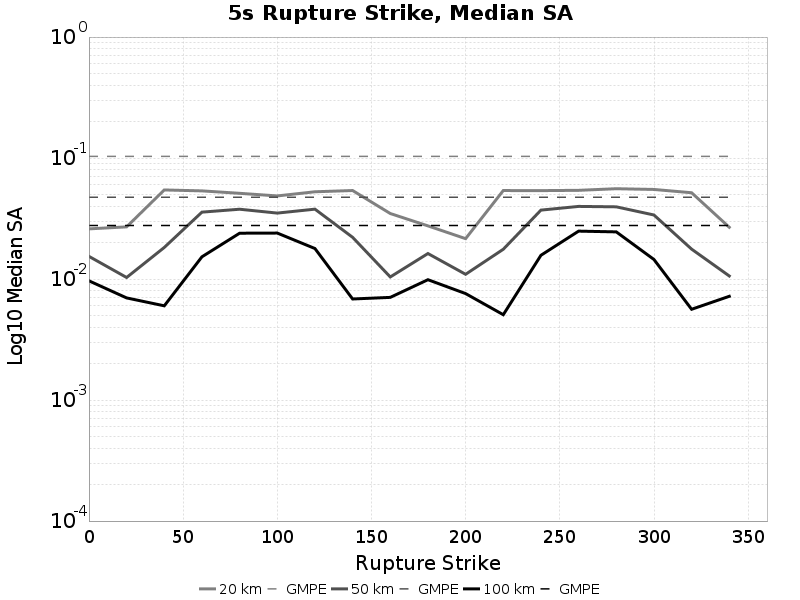 5s Rupture Strike, Median SA
10^0
10^-1
10^-2
10^-3
10^-4
Log10 Median SA
0 50 100 150 200 250 300 350
Rupture Strike
20 km GMPE 50 km GMPE 100 km GMPE